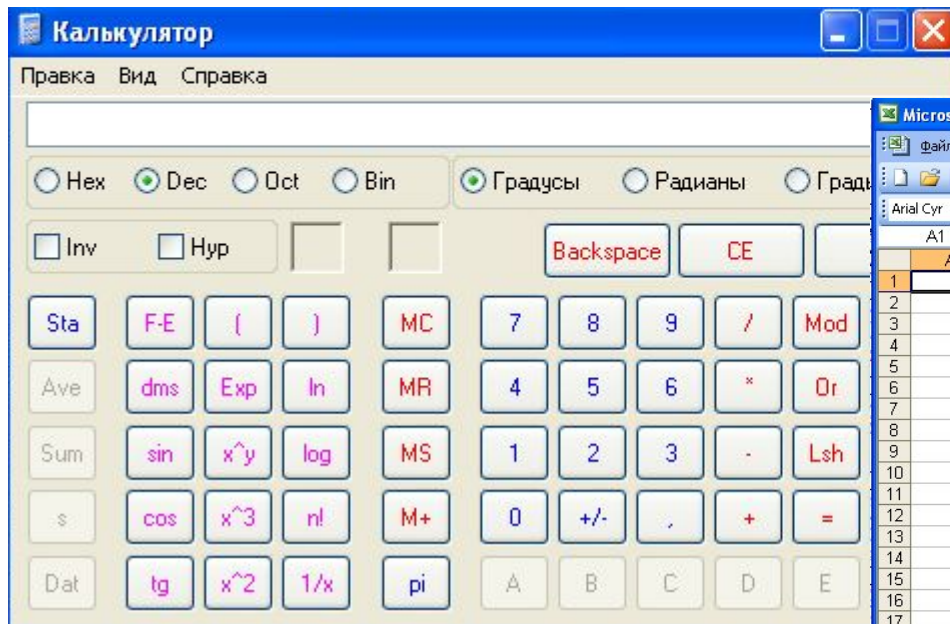 Калькулятор
Правка Вид Справка
Hex Dec Oct Bin Градусы Радианы
Inv Hyp Backspace CE
Sta F-E ( ) MC 7 8 9 / Mod
Ave dms Exp ln MR 4 5 6 * Or
Sum sin x^y log MS 1 2 3 - Lsh
s cos x^3 n! M+ 0 +/- , + =
Dat tg x^2 1/x pi A B C D E
Arial Cyr
A1
1
2
3
4
5
6
7
8
9
10
11
12
13
14
15
16
17